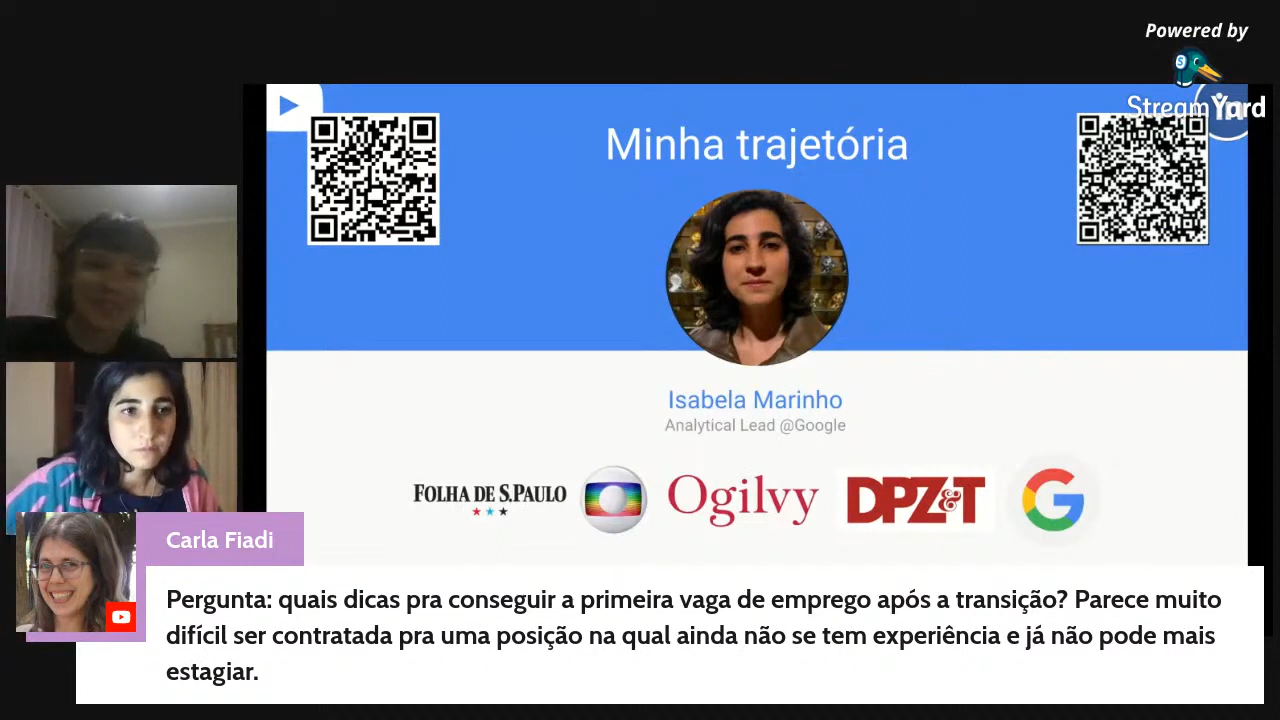 Powered by
StreamYard
Minha trajetória
Isabela Marinho
Analytical Lead @Google
FOLHA DE S.PAULO
Ogilvy
DPZ&T
G
Carla Fiadi
Pergunta: quais dicas pra conseguir a primeira vaga de emprego após a transição? Parece muito
difícil ser contratada pra uma posição na qual ainda não se tem experiência e já não pode mais
estagiar.